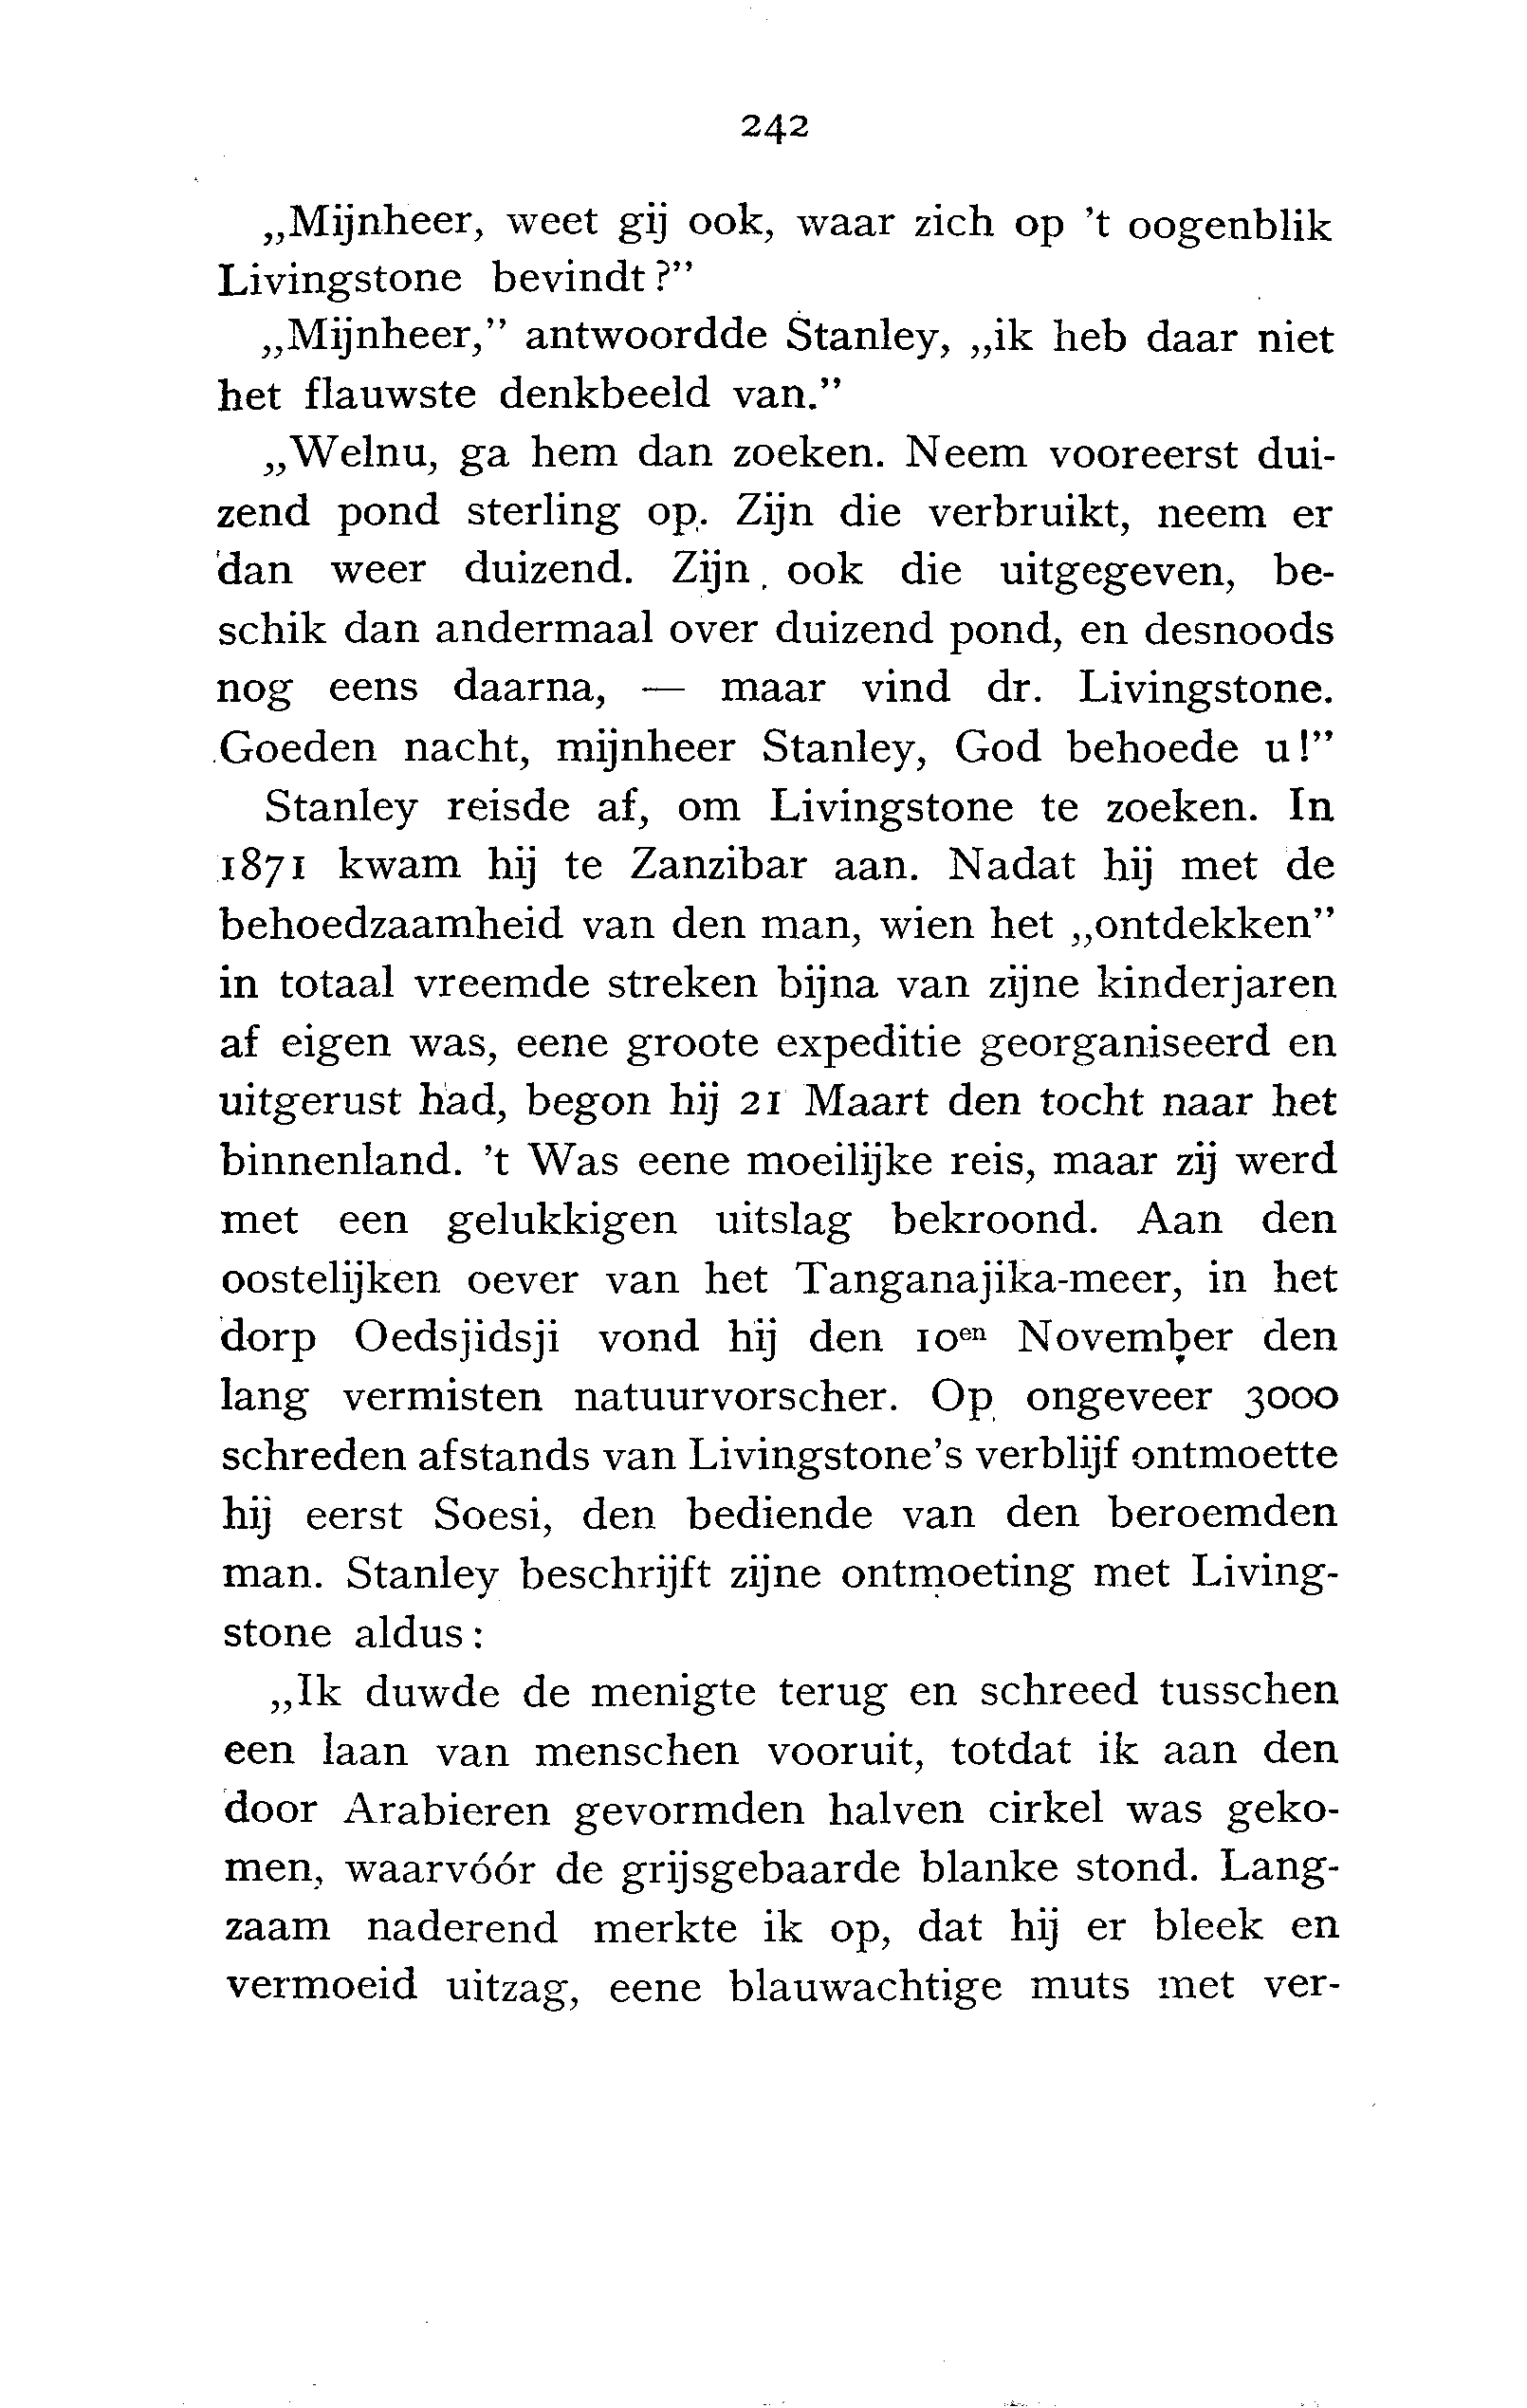 242
„Mijnheer, weet gij ook, waar zich op 't oogenblik
Livingstone bevindt?”
„Mijnheer,” antwoordde Stanley, „ik heb daar niet
het flauwste denkbeeld van.”
„Welnu, ga hem dan zoeken. Neem vooreerst dui-
zend pond sterling op. Zijn die verbruikt, neem er
dan weer duizend. Zijn ook die uitgegeven, be-
schik dan andermaal over duizend pond, en desnoods
nog eens daarna, — maar vind dr. Livingstone.
Goeden nacht, mijnheer Stanley, God behoede u!”
Stanley reisde af, om Livingstone te zoeken. In
1871 kwam hij te Zanzibar aan. Nadat hij met de
behoedzaamheid van den man, wien het „ontdekken”
in totaal vreemde streken bijna van zijne kinderjaren
af eigen was, eene groote expeditie georganiseerd en
uitgerust had, begon hij 21 Maart den tocht naar het
binnenland. 't Was eene moeilijke reis, maar zij werd
met een gelukkigen uitslag bekroond. Aan den
oostelijken oever van het Tanganajika-meer, in het
dorp Oedsjidsji vond hij den 10en November den
lang vermisten natuurvorscher. Op ongeveer 3000
schreden afstands van Livingstone's verblijf ontmoette
hij eerst Soesi, den bediende van den beroemden
man. Stanley beschrijft zijne ontmoeting met Living-
stone aldus:
„Ik duwde de menigte terug en schreed tusschen
een laan van menschen vooruit, totdat ik aan den
door Arabieren gevormden halven cirkel was geko-
men, waarvóór de grijsgebaarde blanke stond. Lang-
zaam naderend merkte ik op, dat hij er bleek en
vermoeid uitzag, eene blauwachtige muts met ver-